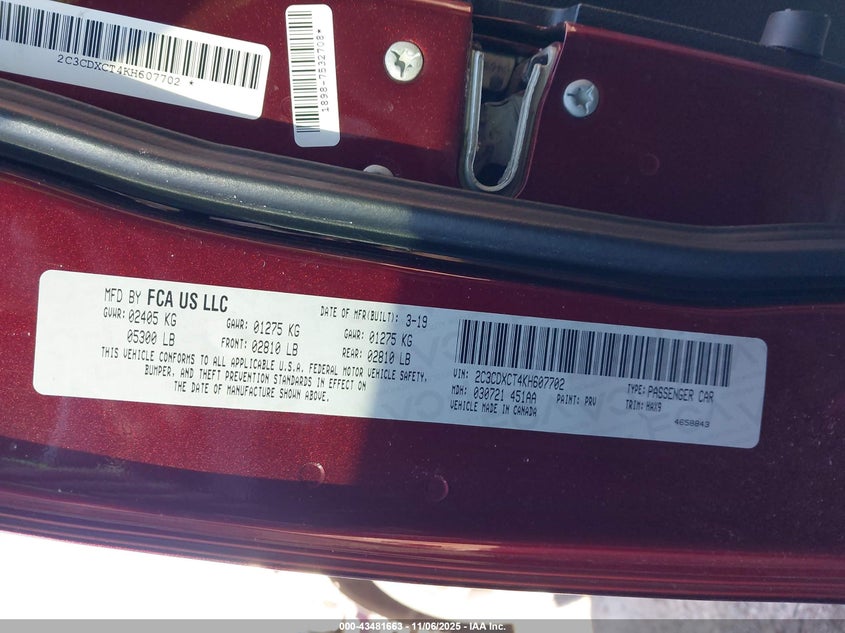 2C3CDXCT4KH607702 *
1898-7532708*
MFD BY FCA US LLC
DATE OF MFR(BUILT): 3-19
GVWR: 02405 KG
GAWR: 01275 KG
GAWR: 01275 KG
05300 LB
FRONT: 02810 LB
REAR: 02810 LB
THIS VEHICLE CONFORMS TO ALL APPLICABLE U.S.A. FEDERAL MOTOR VEHICLE SAFETY,
BUMPER, AND THEFT PREVENTION STANDARDS IN EFFECT ON
THE DATE OF MANUFACTURE SHOWN ABOVE.
VIN: 2C3CDXCT4KH607702
TYPE: PASSENGER CAR
MDH: 030721 451AA
PAINT: PRV
TRIM: HAX9
VEHICLE MADE IN CANADA
4658843
000-43481663 - 11/06/2025 - IAA Inc.